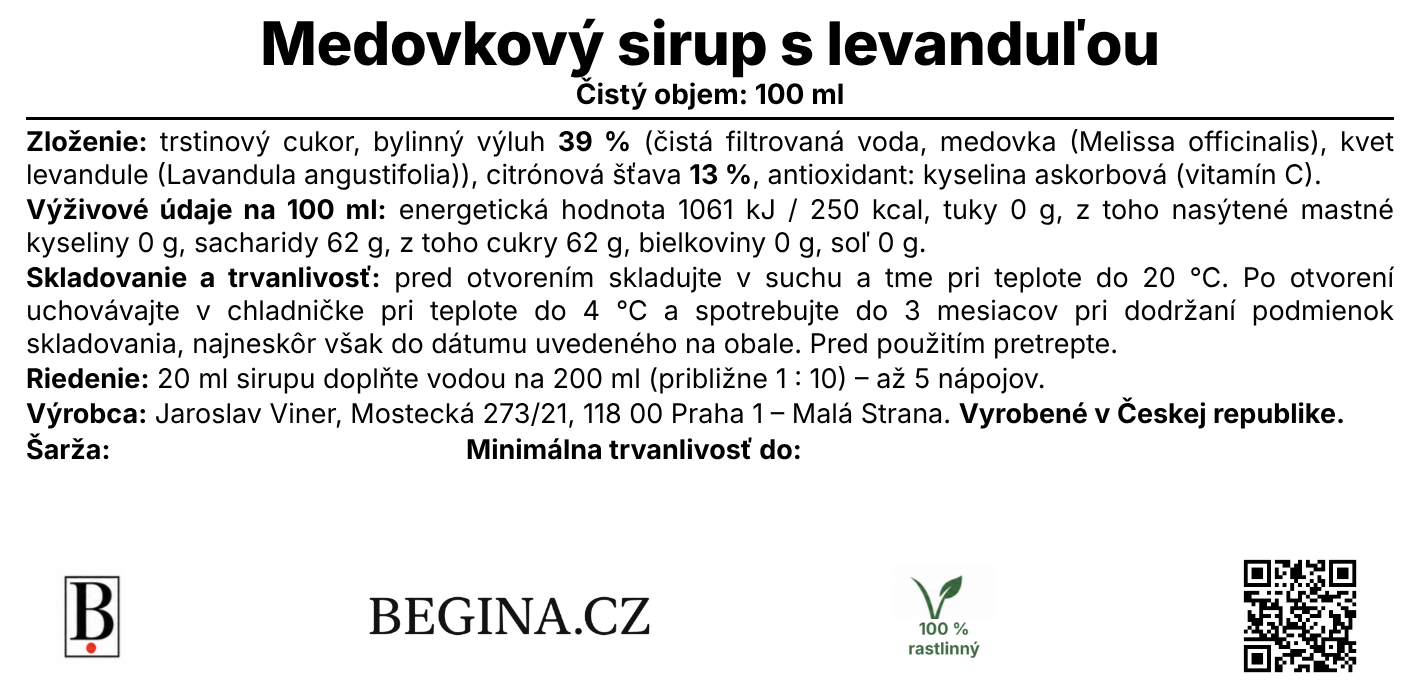 Medovkový sirup s levanduľou
Čistý objem: 100 ml
Zloženie: trstinový cukor, bylinný výluh 39 % (čistá filtrovaná voda, medovka (Melissa officinalis), kvet
levandule (Lavandula angustifolia)), citrónová šťava 13 %, antioxidant: kyselina askorbová (vitamín C).
Výživové údaje na 100 ml: energetická hodnota 1061 kJ / 250 kcal, tuky 0 g, z toho nasýtené mastné
kyseliny 0 g, sacharidy 62 g, z toho cukry 62 g, bielkoviny 0 g, soľ 0 g.
Skladovanie a trvanlivosť: pred otvorením skladujte v suchu a tme pri teplote do 20 °C. Po otvorení
uchovávajte v chladničke pri teplote do 4 °C a spotrebujte do 3 mesiacov pri dodržaní podmienok
skladovania, najneskôr však do dátumu uvedeného na obale. Pred použitím pretrepte.
Riedenie: 20 ml sirupu doplňte vodou na 200 ml (približne 1 : 10) – až 5 nápojov.
Výrobca: Jaroslav Viner, Mostecká 273/21, 118 00 Praha 1 – Malá Strana. Vyrobené v Českej republike.
Šarža: Minimálna trvanlivosť do:
B
BEGINA.CZ
100 %
rastlinný